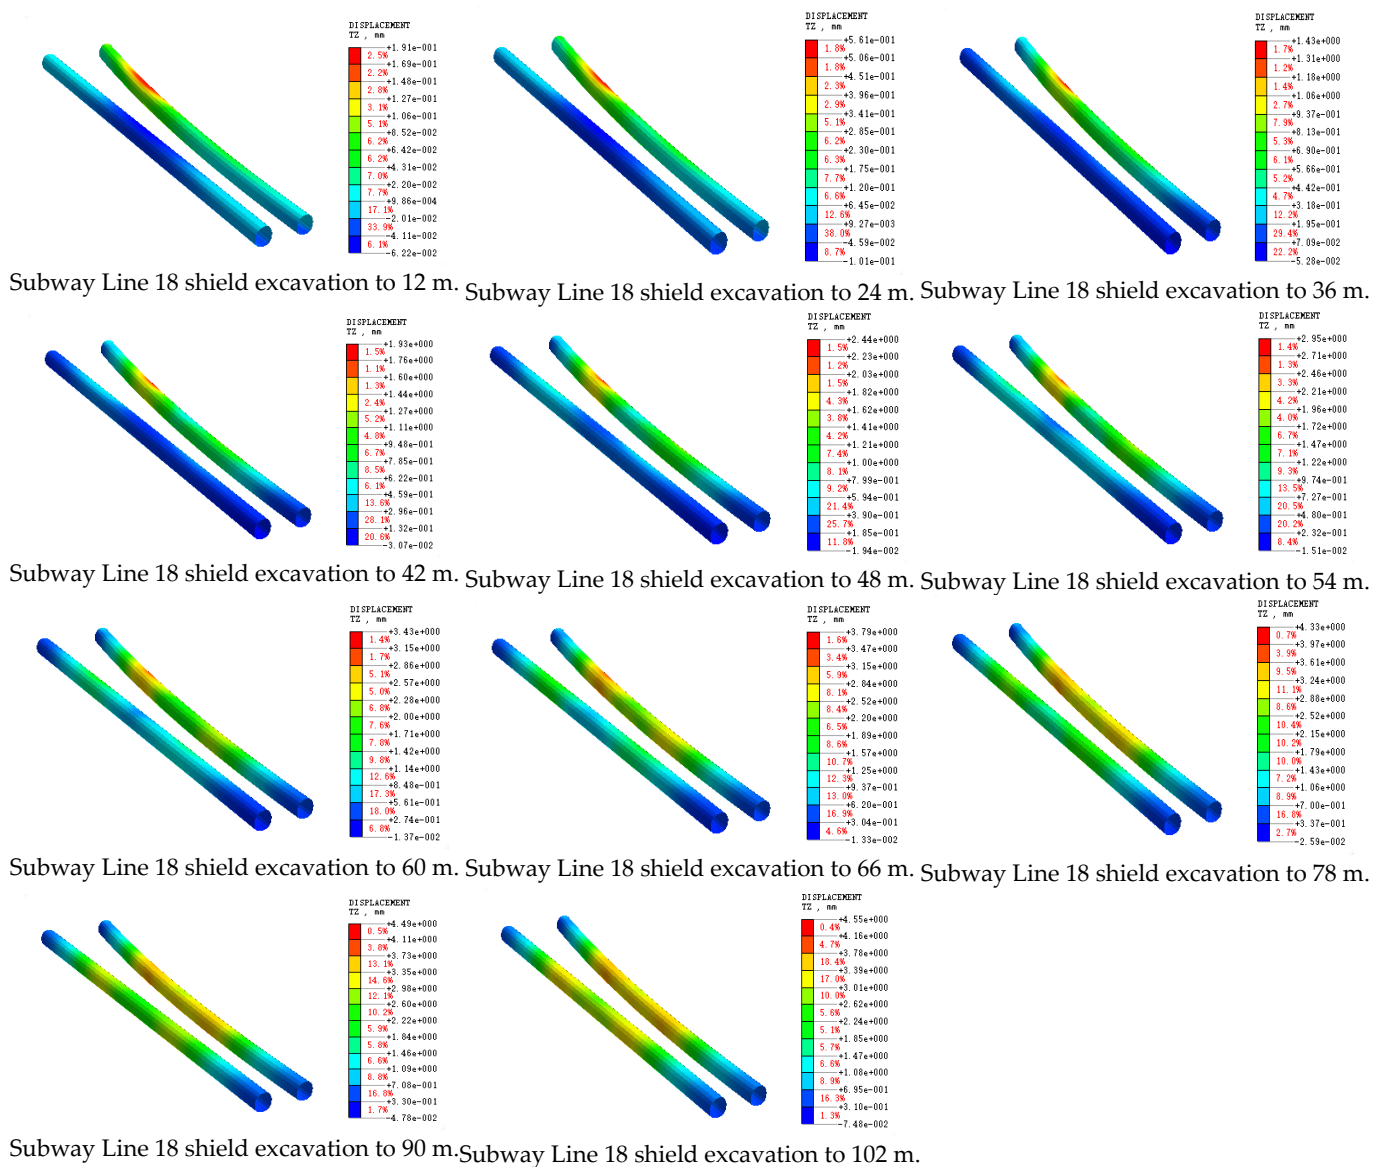 DISPLACEMENT
TZ , mm
+1.91e-001
2.5%
+1.69e-001
2.2%
+1.48e-001
2.8%
+1.27e-001
3.1%
+1.06e-001
5.1%
+8.52e-002
6.2%
+6.42e-002
6.2%
+4.31e-002
7.0%
+2.20e-002
7.7%
+9.86e-004
17.1%
-2.01e-002
33.9%
-4.11e-002
6.1%
-6.22e-002
Subway Line 18 shield excavation to 12 m.
DISPLACEMENT
TZ , mm
+5.61e-001
1.8%
+5.06e-001
1.8%
+4.51e-001
2.3%
+3.96e-001
2.9%
+3.41e-001
5.1%
+2.85e-001
6.2%
+2.30e-001
6.3%
+1.75e-001
7.7%
+1.20e-001
6.6%
+6.45e-002
12.6%
+9.27e-003
38.0%
-4.59e-002
8.7%
-1.01e-001
Subway Line 18 shield excavation to 24 m.
DISPLACEMENT
TZ , mm
+1.43e+000
1.7%
+1.31e+000
1.2%
+1.18e+000
1.4%
+1.06e+000
2.7%
+9.37e-001
7.9%
+8.13e-001
5.3%
+6.90e-001
6.1%
+5.66e-001
5.2%
+4.42e-001
4.7%
+3.18e-001
12.2%
+1.95e-001
29.4%
+7.09e-002
22.2%
-5.28e-002
Subway Line 18 shield excavation to 36 m.
DISPLACEMENT
TZ , mm
+1.93e+000
1.5%
+1.76e+000
1.1%
+1.60e+000
1.3%
+1.44e+000
2.4%
+1.27e+000
5.2%
+1.11e+000
4.8%
+9.48e-001
6.7%
+7.85e-001
8.5%
+6.22e-001
6.1%
+4.59e-001
13.6%
+2.96e-001
28.1%
+1.32e-001
20.6%
-3.07e-002
Subway Line 18 shield excavation to 42 m.
DISPLACEMENT
TZ , mm
+2.44e+000
1.5%
+2.23e+000
1.2%
+2.03e+000
1.5%
+1.82e+000
4.3%
+1.62e+000
3.8%
+1.41e+000
4.2%
+1.21e+000
7.4%
+1.00e+000
8.1%
+7.99e-001
9.2%
+5.94e-001
21.4%
+3.90e-001
25.7%
+1.85e-001
11.8%
-1.94e-002
Subway Line 18 shield excavation to 48 m.
DISPLACEMENT
TZ , mm
+2.95e+000
1.4%
+2.71e+000
1.3%
+2.46e+000
3.3%
+2.21e+000
4.2%
+1.96e+000
4.0%
+1.72e+000
6.7%
+1.47e+000
7.1%
+1.22e+000
9.3%
+9.74e-001
13.5%
+7.27e-001
20.5%
+4.80e-001
20.2%
+2.32e-001
8.4%
-1.51e-002
Subway Line 18 shield excavation to 54 m.
DISPLACEMENT
TZ , mm
+3.43e+000
1.4%
+3.15e+000
1.7%
+2.86e+000
5.1%
+2.57e+000
5.0%
+2.28e+000
6.8%
+2.00e+000
7.6%
+1.71e+000
7.8%
+1.42e+000
9.8%
+1.14e+000
12.6%
+8.48e-001
17.3%
+5.61e-001
18.0%
+2.74e-001
6.8%
-1.37e-002
Subway Line 18 shield excavation to 60 m.
DISPLACEMENT
TZ , mm
+3.79e+000
1.6%
+3.47e+000
3.4%
+3.15e+000
5.9%
+2.84e+000
8.1%
+2.52e+000
8.4%
+2.20e+000
6.5%
+1.89e+000
8.6%
+1.57e+000
10.7%
+1.25e+000
12.3%
+9.37e-001
13.0%
+6.20e-001
16.9%
+3.04e-001
4.6%
-1.33e-002
Subway Line 18 shield excavation to 66 m.
DISPLACEMENT
TZ , mm
+4.33e+000
0.7%
+3.97e+000
3.9%
+3.61e+000
9.5%
+3.24e+000
11.1%
+2.88e+000
8.6%
+2.52e+000
10.4%
+2.15e+000
10.2%
+1.79e+000
10.0%
+1.43e+000
7.2%
+1.06e+000
8.9%
+7.00e-001
16.8%
+3.37e-001
2.7%
-2.59e-002
Subway Line 18 shield excavation to 78 m.
DISPLACEMENT
TZ , mm
+4.49e+000
0.5%
+4.11e+000
3.8%
+3.73e+000
13.1%
+3.35e+000
14.6%
+2.98e+000
12.1%
+2.60e+000
10.2%
+2.22e+000
5.9%
+1.84e+000
5.8%
+1.46e+000
6.6%
+1.09e+000
8.8%
+7.08e-001
16.8%
+3.30e-001
1.7%
-4.78e-002
Subway Line 18 shield excavation to 90 m.
DISPLACEMENT
TZ , mm
+4.55e+000
0.4%
+4.16e+000
4.7%
+3.78e+000
18.4%
+3.39e+000
17.0%
+3.01e+000
10.0%
+2.62e+000
5.6%
+2.24e+000
5.1%
+1.85e+000
5.7%
+1.47e+000
6.6%
+1.08e+000
8.9%
+6.95e-001
16.3%
+3.10e-001
1.3%
-7.48e-002
Subway Line 18 shield excavation to 102 m.